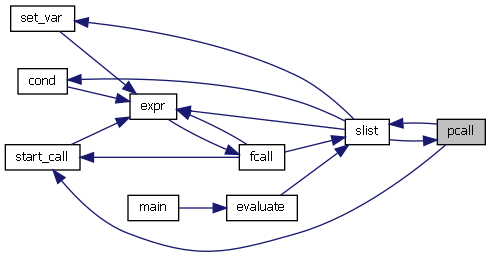 set_var
cond
expr
slist
pcall
start_call
fcall
main
evaluate